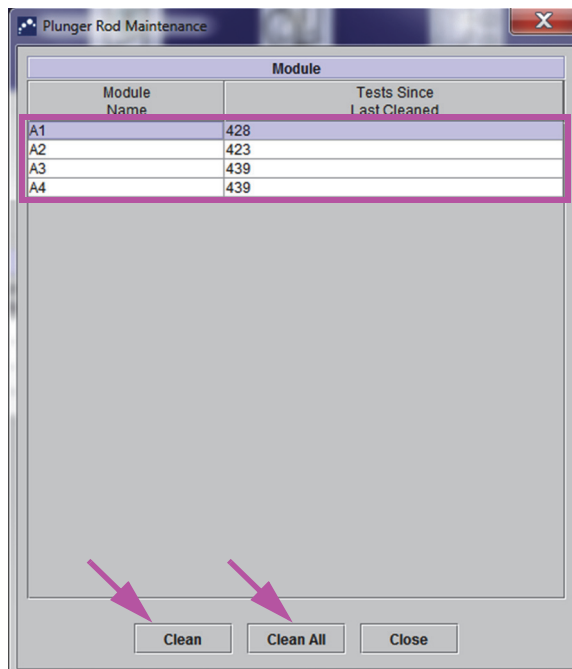 Plunger Rod Maintenance
X
Module
Module Name
Tests Since Last Cleaned
A1 428
A2 423
A3 439
A4 439
Clean Clean All Close